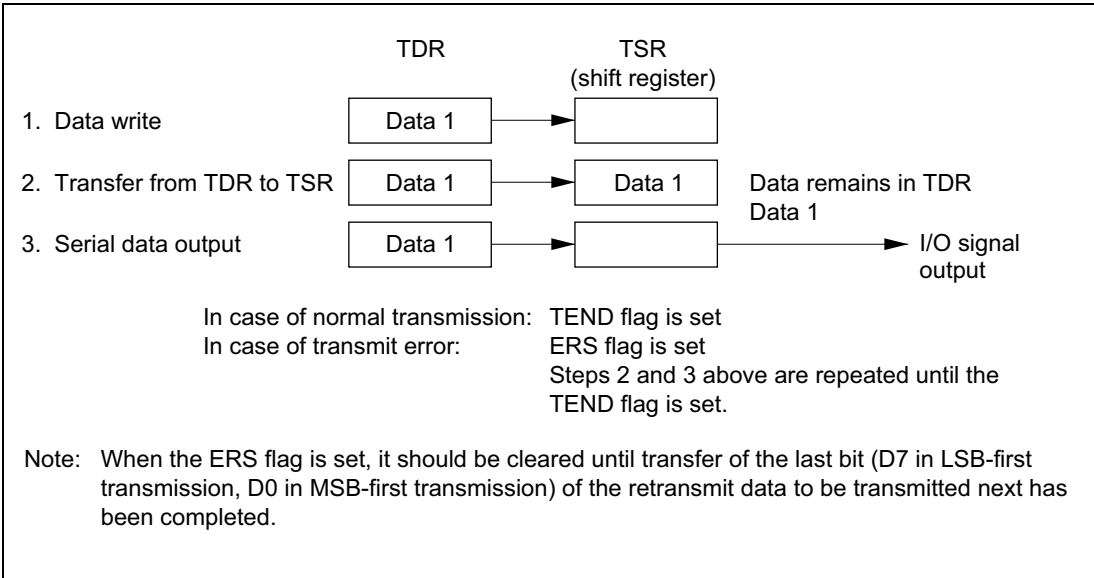 TDR
TSR
(shift register)
1. Data write
Data 1
2. Transfer from TDR to TSR
Data 1
Data 1
Data remains in TDR
Data 1
3. Serial data output
Data 1
I/O signal
output
In case of normal transmission: TEND flag is set
In case of transmit error: ERS flag is set
Steps 2 and 3 above are repeated until the
TEND flag is set.
Note: When the ERS flag is set, it should be cleared until transfer of the last bit (D7 in LSB-first
transmission, D0 in MSB-first transmission) of the retransmit data to be transmitted next has
been completed.